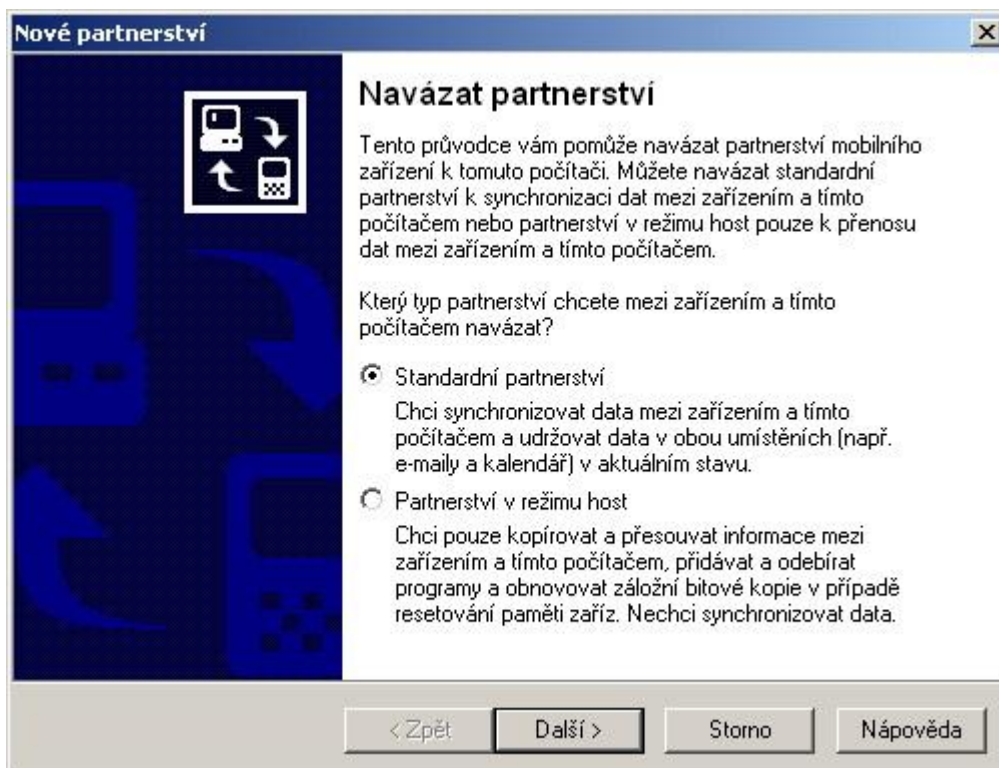 Nové partnerství
Navázat partnerství
Tento průvodce vám pomůže navázat partnerství mobilního
zařízení k tomuto počítači. Můžete navázat standardní
partnerství k synchronizaci dat mezi zařízením a tímto
počítačem nebo partnerství v režimu host pouze k přenosu
dat mezi zařízením a tímto počítačem.
Který typ partnerství chcete mezi zařízením a tímto
počítačem navázat?
Standardní partnerství
Chci synchronizovat data mezi zařízením a tímto
počítačem a udržovat data v obou umístěních (např.
e-maily a kalendář) v aktuálním stavu.
Partnerství v režimu host
Chci pouze kopírovat a přesouvat informace mezi
zařízením a tímto počítačem, přidávat a odebírat
programy a obnovovat záložní bitové kopie v případě
resetování paměti zaříz. Nechci synchronizovat data.
< Zpět Další > Storno Nápověda